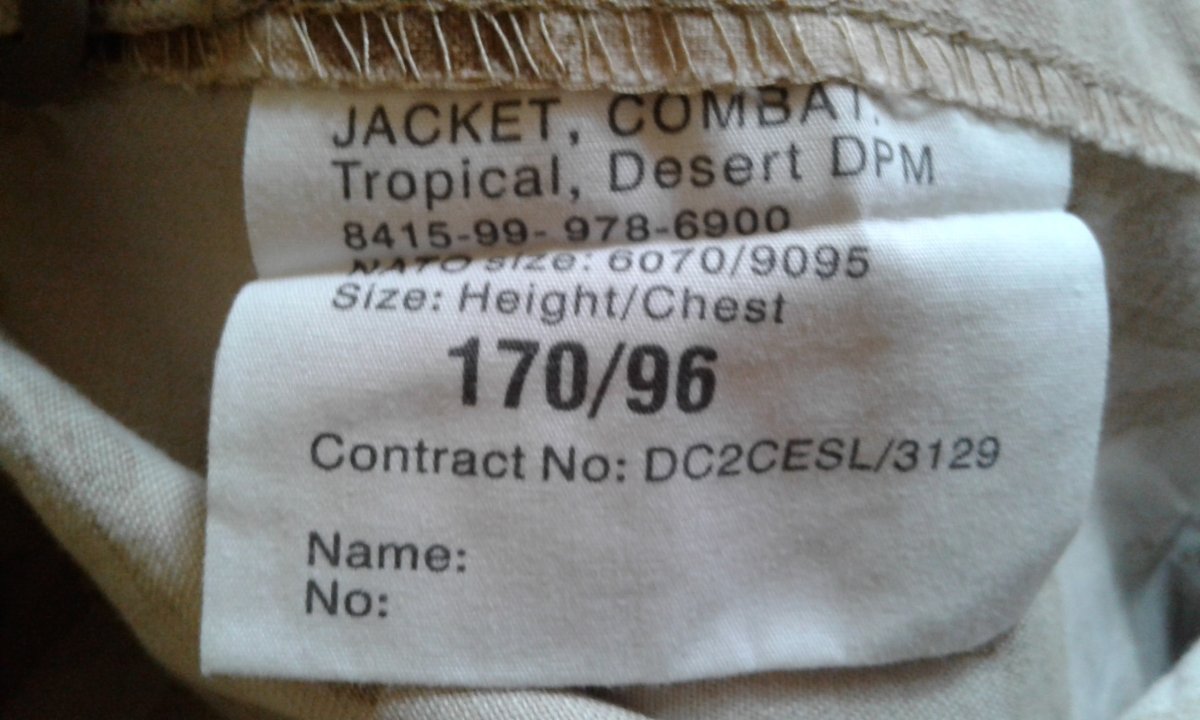 JACKET, COMBAT.
Tropical, Desert DPM
8415-99- 978-6900
NATO size: 6070/9095
Size: Height/Chest
170/96
Contract No: DC2CESL/3129
Name:
No: